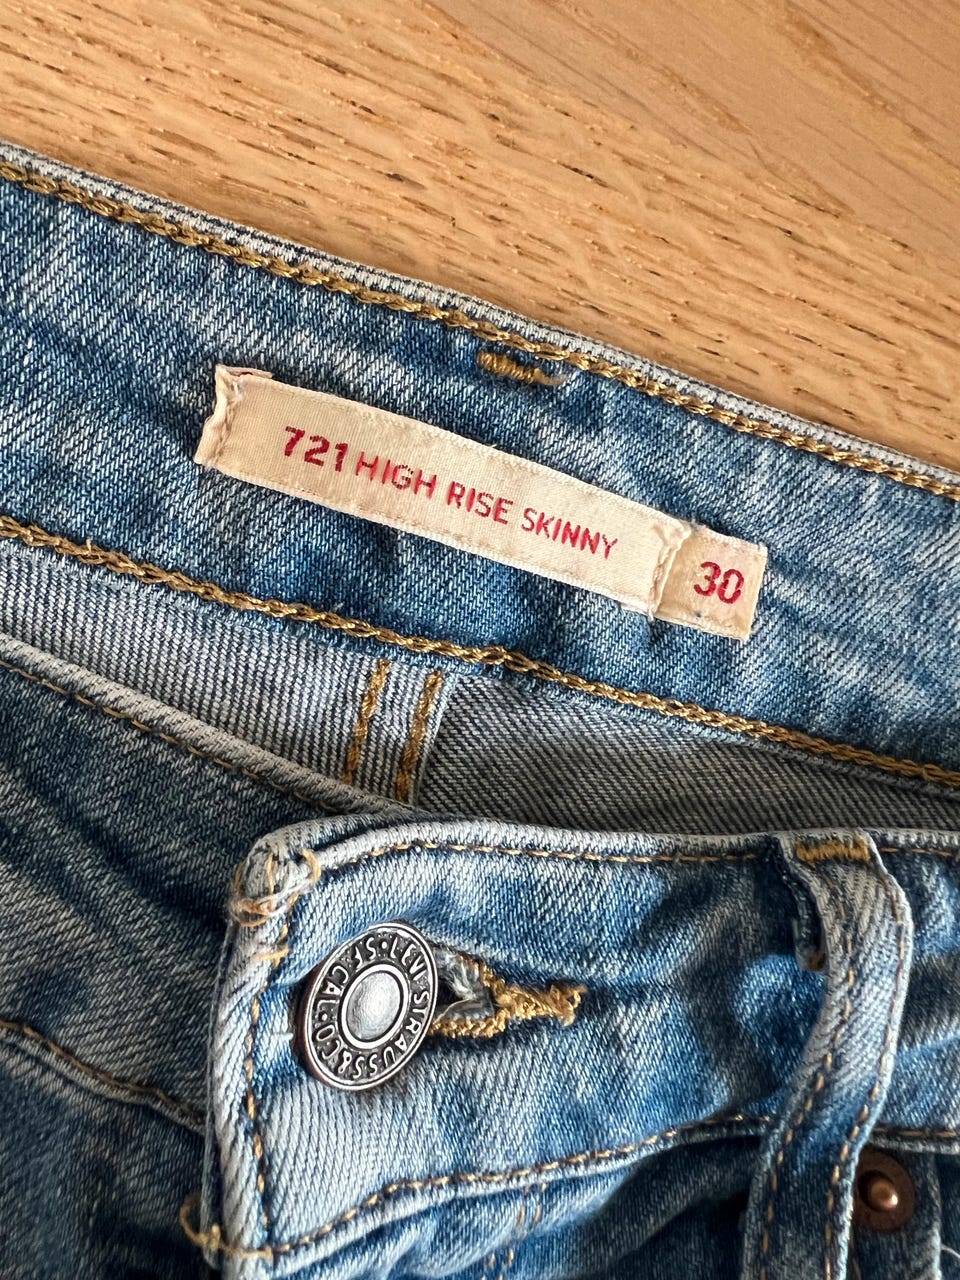 721 HIGH RISE SKINNY
30
LEVI STRAUSS & CO. S.F. CAL.